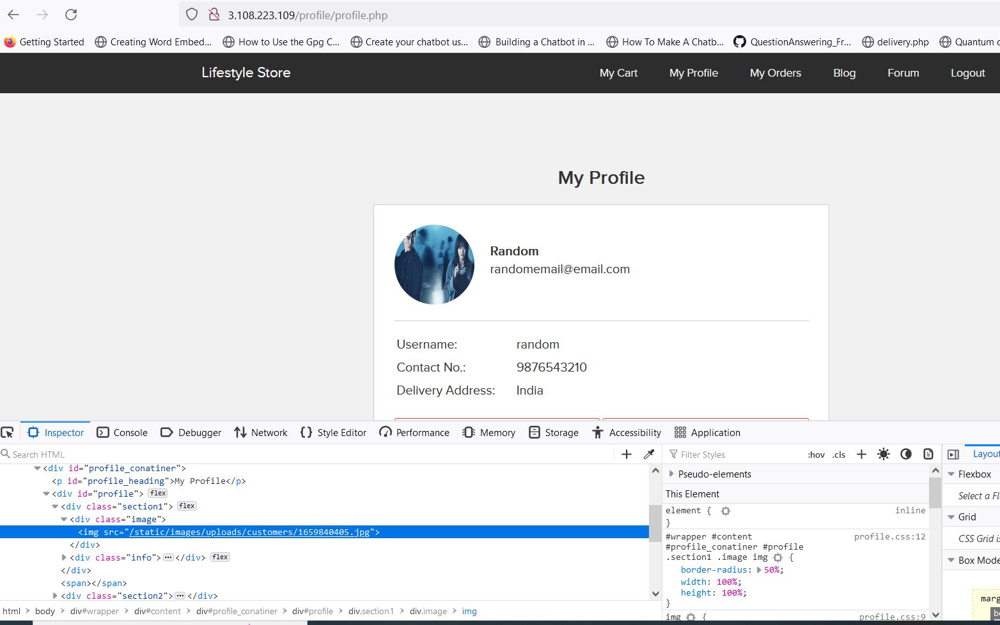 3.108.223.109/profile/profile.php
Getting Started Creating Word Embed... How to Use the Gpg C... Create your chatbot us... Building a Chatbot in ... How To Make A Chatb... QuestionAnswering_Fr... delivery.php Quantum
Lifestyle Store My Cart My Profile My Orders Blog Forum Logout
My Profile
Random
randomemail@email.com
Username: random
Contact No.: 9876543210
Delivery Address: India
Inspector Console Debugger Network {} Style Editor Performance Memory Storage Accessibility Application
Search HTML
<div id="profile_conatiner">
<p id="profile_heading">My Profile</p>
<div id="profile"> flex
<div class="section1"> flex
<div class="image">
<img src="/static/images/uploads/customers/1659840405.jpg">
</div>
<div class="info"> ••• </div> flex
</div>
<span></span>
<div class="section2"> ••• </div>
html > body > div#wrapper > div#content > div#profile_conatiner > div#profile > div.section1 > div.image > img
Filter Styles :hov .cls
Pseudo-elements
This Element
element { inline
}
#wrapper #content profile.css:12
#profile_conatiner #profile
.section1 .image img {
border-radius: 50%;
width: 100%;
height: 100%;
}
img { profile.css:9
Layou
Flexbox
Select a Fl
Grid
CSS Grid is
Box Mode
marg
b